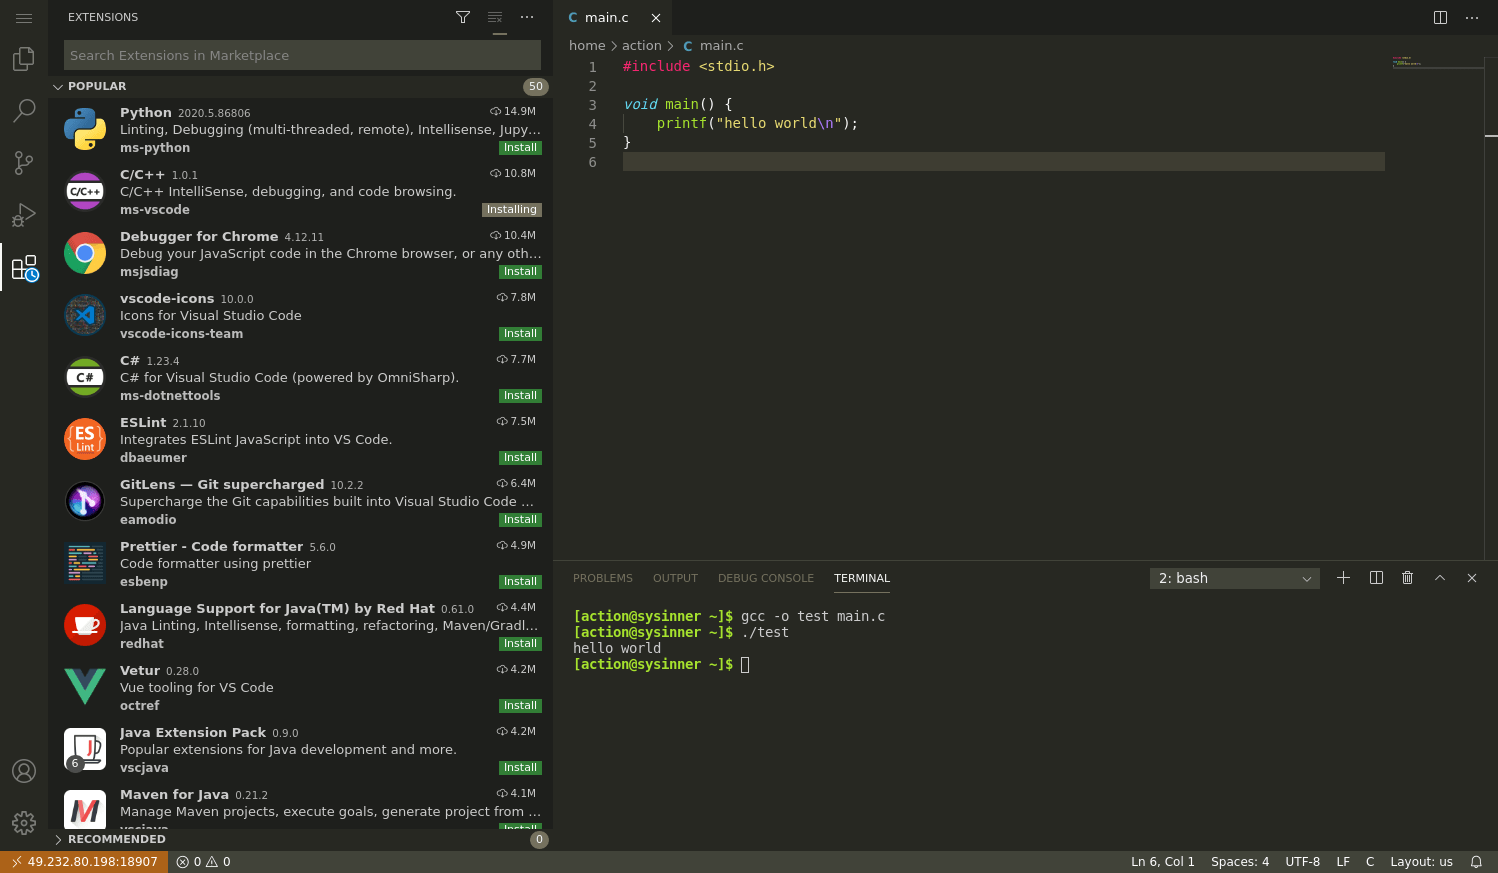 EXTENSIONS
Search Extensions in Marketplace
POPULAR 50
Python 2020.5.86806 14.9M
Linting, Debugging (multi-threaded, remote), Intellisense, Jupy...
ms-python Install
C/C++
C/C++ 1.0.1 10.8M
C/C++ IntelliSense, debugging, and code browsing.
ms-vscode Installing
Debugger for Chrome 4.12.11 10.4M
Debug your JavaScript code in the Chrome browser, or any oth...
msjsdiag Install
vscode-icons 10.0.0 7.8M
Icons for Visual Studio Code
vscode-icons-team Install
C#
C# 1.23.4 7.7M
C# for Visual Studio Code (powered by OmniSharp).
ms-dotnettools Install
{ES Lint}
ESLint 2.1.10 7.5M
Integrates ESLint JavaScript into VS Code.
dbaeumer Install
GitLens — Git supercharged 10.2.2 6.4M
Supercharge the Git capabilities built into Visual Studio Code ...
eamodio Install
Prettier - Code formatter 5.6.0 4.9M
Code formatter using prettier
esbenp Install
Language Support for Java(TM) by Red Hat 0.61.0 4.4M
Java Linting, Intellisense, formatting, refactoring, Maven/Gradl...
redhat Install
Vetur 0.28.0 4.2M
Vue tooling for VS Code
octref Install
J
6
Java Extension Pack 0.9.0 4.2M
Popular extensions for Java development and more.
vscjava Install
M
Maven for Java 0.21.2 4.1M
Manage Maven projects, execute goals, generate project from ...
vscjava Install
RECOMMENDED 0
C main.c
home > action > C main.c
1 #include <stdio.h>
2
3 void main() {
4     printf("hello world\n");
5 }
6
PROBLEMS OUTPUT DEBUG CONSOLE TERMINAL 2: bash
[action@sysinner ~]$ gcc -o test main.c
[action@sysinner ~]$ ./test
hello world
[action@sysinner ~]$
49.232.80.198:18907 0 0 Ln 6, Col 1 Spaces: 4 UTF-8 LF C Layout: us